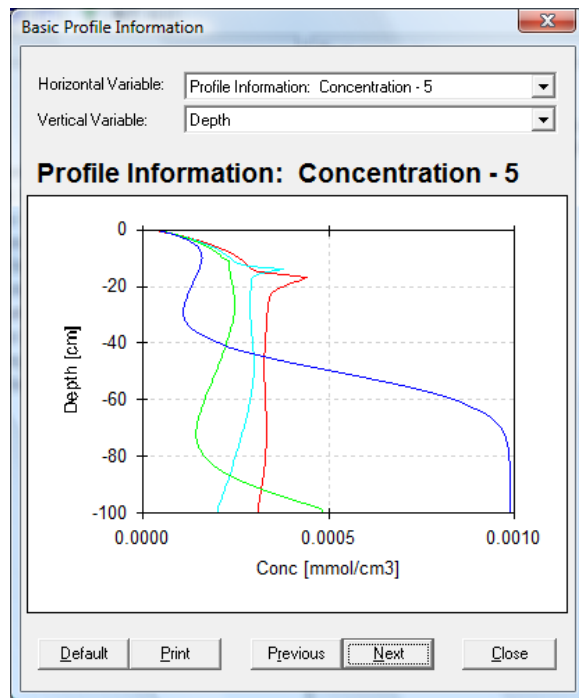 Basic Profile Information
Horizontal Variable: Profile Information: Concentration - 5
Vertical Variable: Depth
Profile Information: Concentration - 5
0
-20
-40
-60
-80
-100
Depth [cm]
0.0000 0.0005 0.0010
Conc [mmol/cm3]
Default Print Previous Next Close